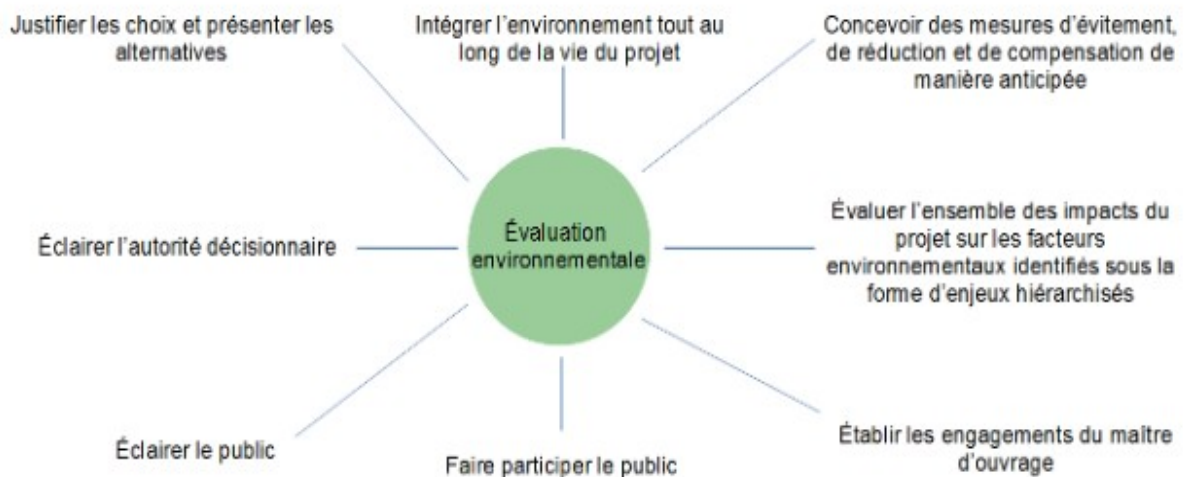 Justifier les choix et présenter les
alternatives
Intégrer l’environnement tout au
long de la vie du projet
Concevoir des mesures d’évitement,
de réduction et de compensation de
manière anticipée
Éclairer l’autorité décisionnaire
Évaluation
environnementale
Évaluer l’ensemble des impacts du
projet sur les facteurs
environnementaux identifiés sous la
forme d’enjeux hiérarchisés
Éclairer le public
Faire participer le public
Établir les engagements du maître
d’ouvrage